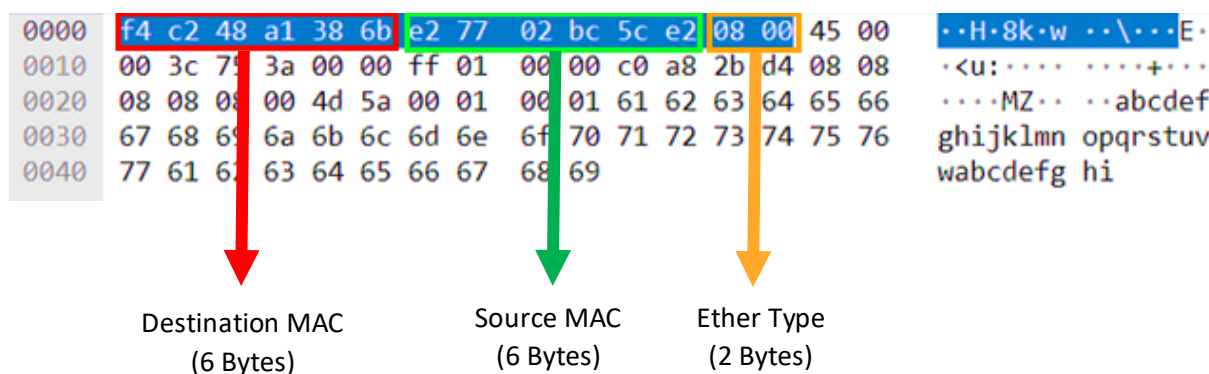 0000 f4 c2 48 a1 38 6b e2 77 02 bc 5c e2 08 00 45 00 ··H·8k·w ··\···E·
0010 00 3c 75 3a 00 00 ff 01 00 00 c0 a8 2b d4 08 08 ·<u:···· ····+···
0020 08 08 08 00 4d 5a 00 01 00 01 61 62 63 64 65 66 ····MZ·· ··abcdef
0030 67 68 69 6a 6b 6c 6d 6e 6f 70 71 72 73 74 75 76 ghijklmn opqrstuv
0040 77 61 62 63 64 65 66 67 68 69 wabcdefg hi
Destination MAC Source MAC Ether Type
(6 Bytes) (6 Bytes) (2 Bytes)